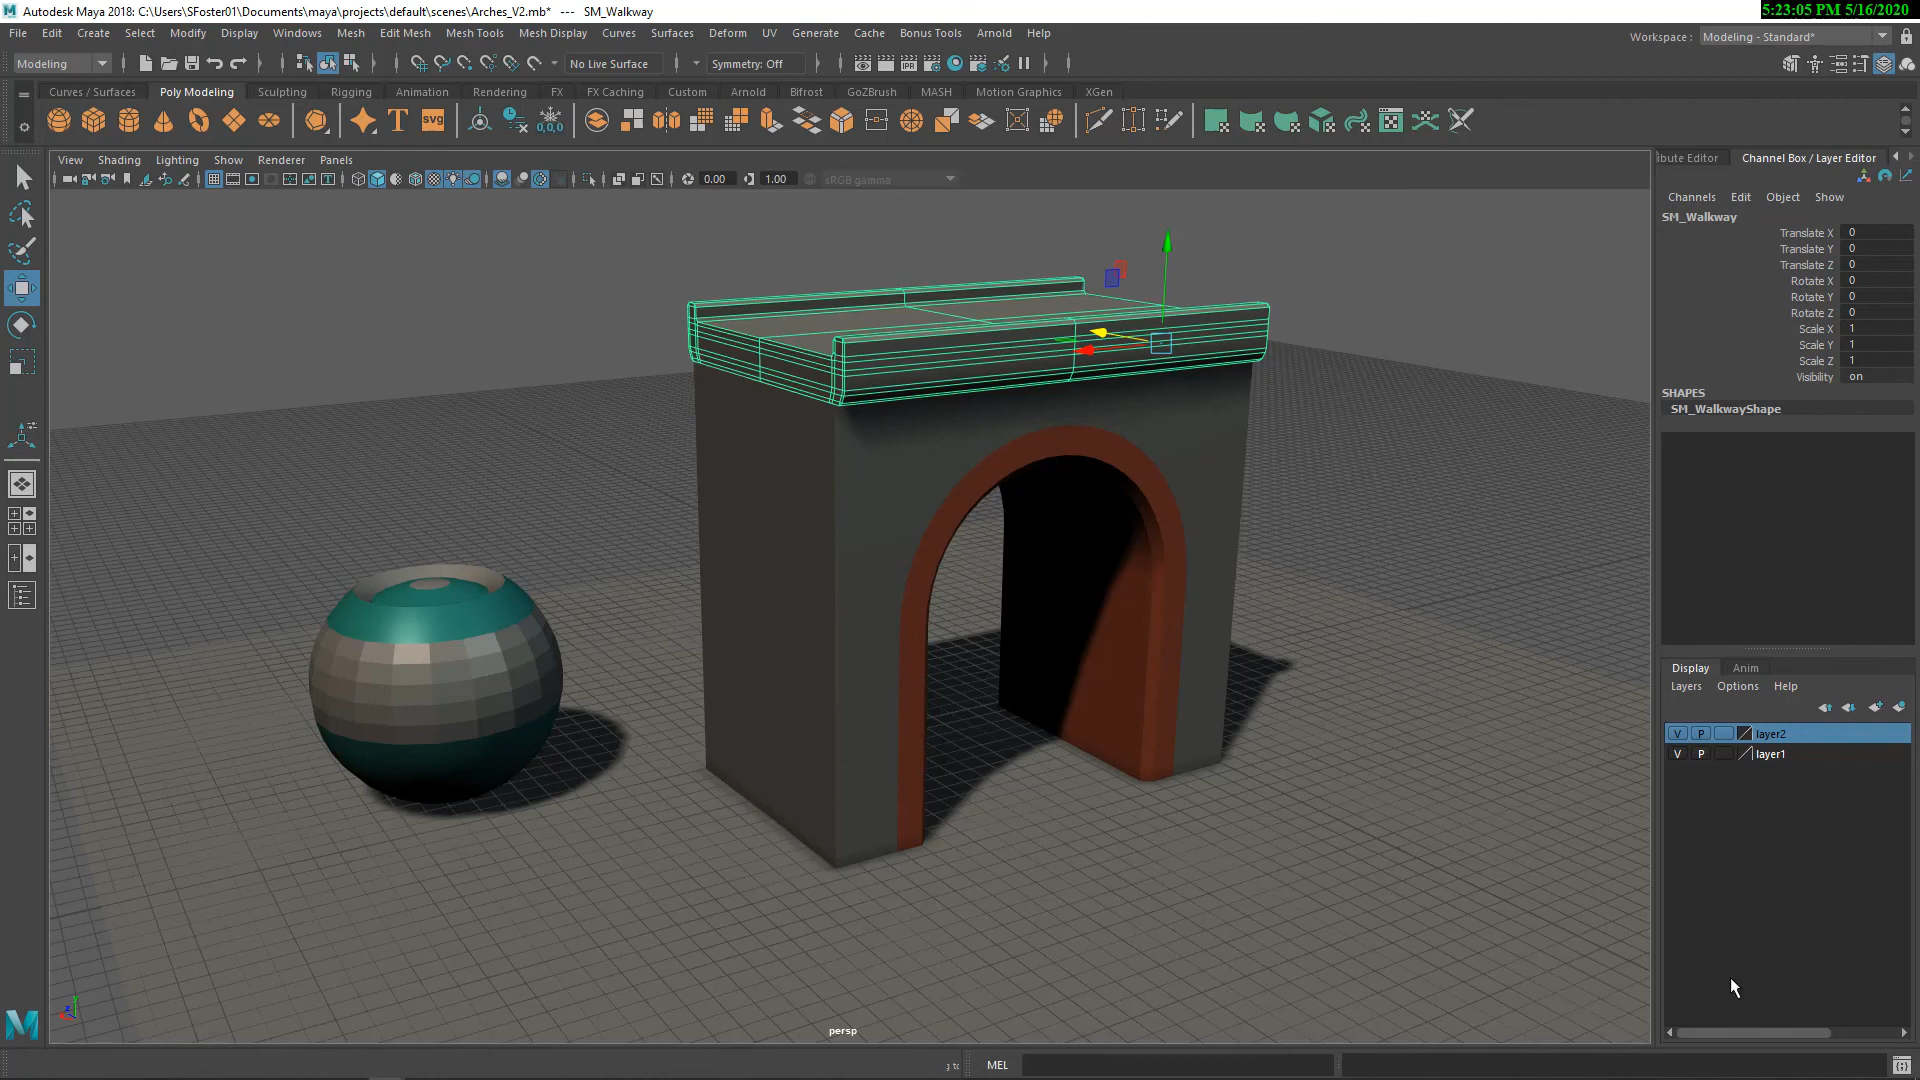 Autodesk Maya 2018: C:\Users\SFoster01\Documents\maya\projects\default\scenes\Arches_V2.mb* --- SM_Walkway
5:23:05 PM 5/16/2020
File Edit Create Select Modify Display Windows Mesh Edit Mesh Mesh Tools Mesh Display Curves Surfaces Deform UV Generate Cache Bonus Tools Arnold Help
Workspace : Modeling - Standard*
Modeling
No Live Surface
Symmetry: Off
IPR
Curves / Surfaces Poly Modeling Sculpting Rigging Animation Rendering FX FX Caching Custom Arnold Bifrost GoZBrush MASH Motion Graphics XGen
T
svg
0,0,0
View Shading Lighting Show Renderer Panels
0.00
1.00
sRGB gamma
persp
bute Editor
Channel Box / Layer Editor
Channels Edit Object Show
SM_Walkway
Translate X 0
Translate Y 0
Translate Z 0
Rotate X 0
Rotate Y 0
Rotate Z 0
Scale X 1
Scale Y 1
Scale Z 1
Visibility on
SHAPES
SM_WalkwayShape
Display Anim
Layers Options Help
V P layer2
V P layer1
MEL